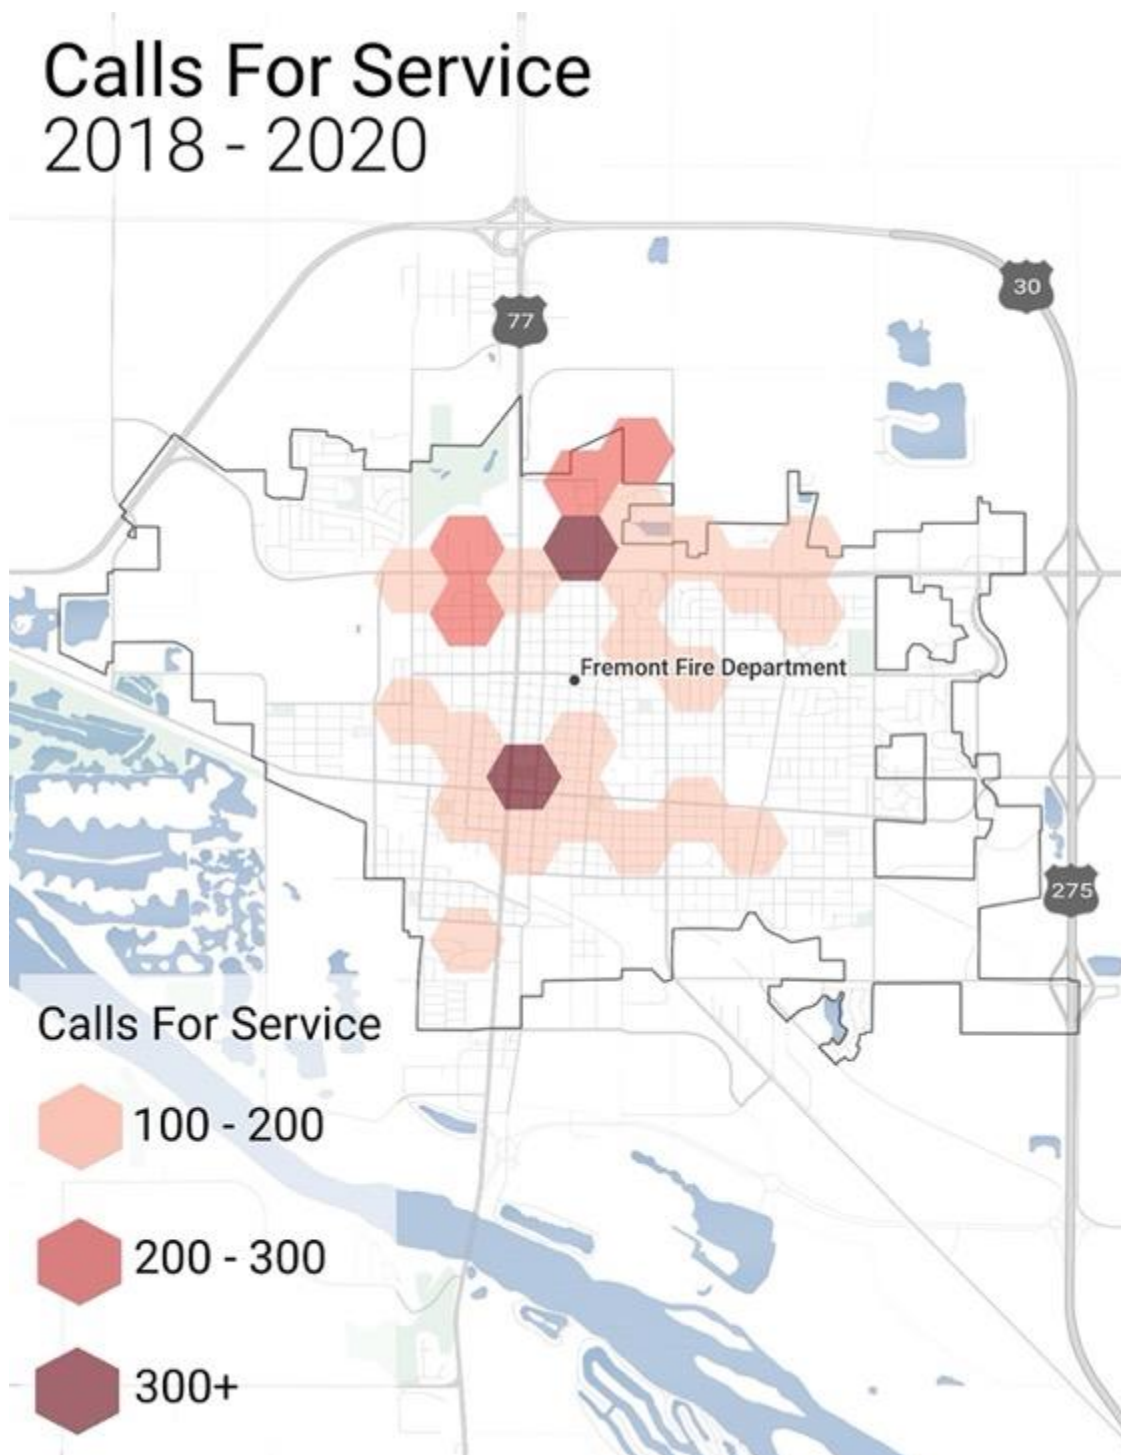 Calls For Service
2018 - 2020
30
77
Fremont Fire Department
275
Calls For Service
100 - 200
200 - 300
300+